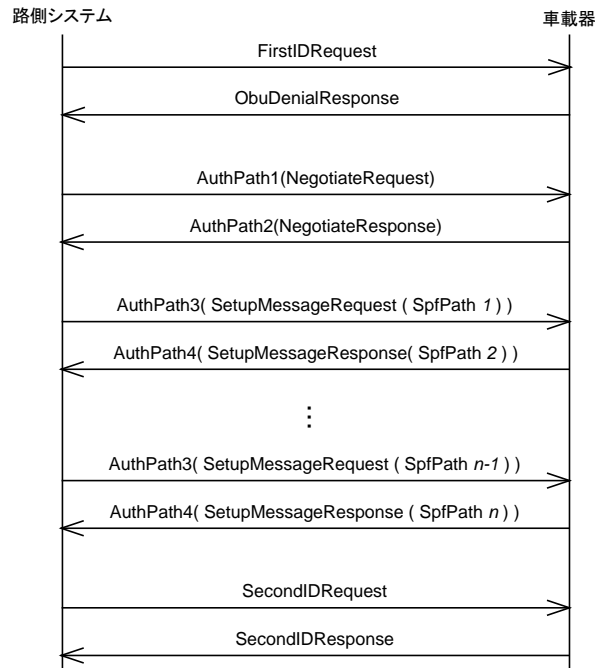 路側システム
車載器
FirstIDRequest
ObuDenialResponse
AuthPath1(NegotiateRequest)
AuthPath2(NegotiateResponse)
AuthPath3( SetupMessageRequest ( SpfPath 1 ) )
AuthPath4( SetupMessageResponse( SpfPath 2 ) )
⋮
AuthPath3( SetupMessageRequest ( SpfPath n-1 ) )
AuthPath4( SetupMessageResponse ( SpfPath n ) )
SecondIDRequest
SecondIDResponse